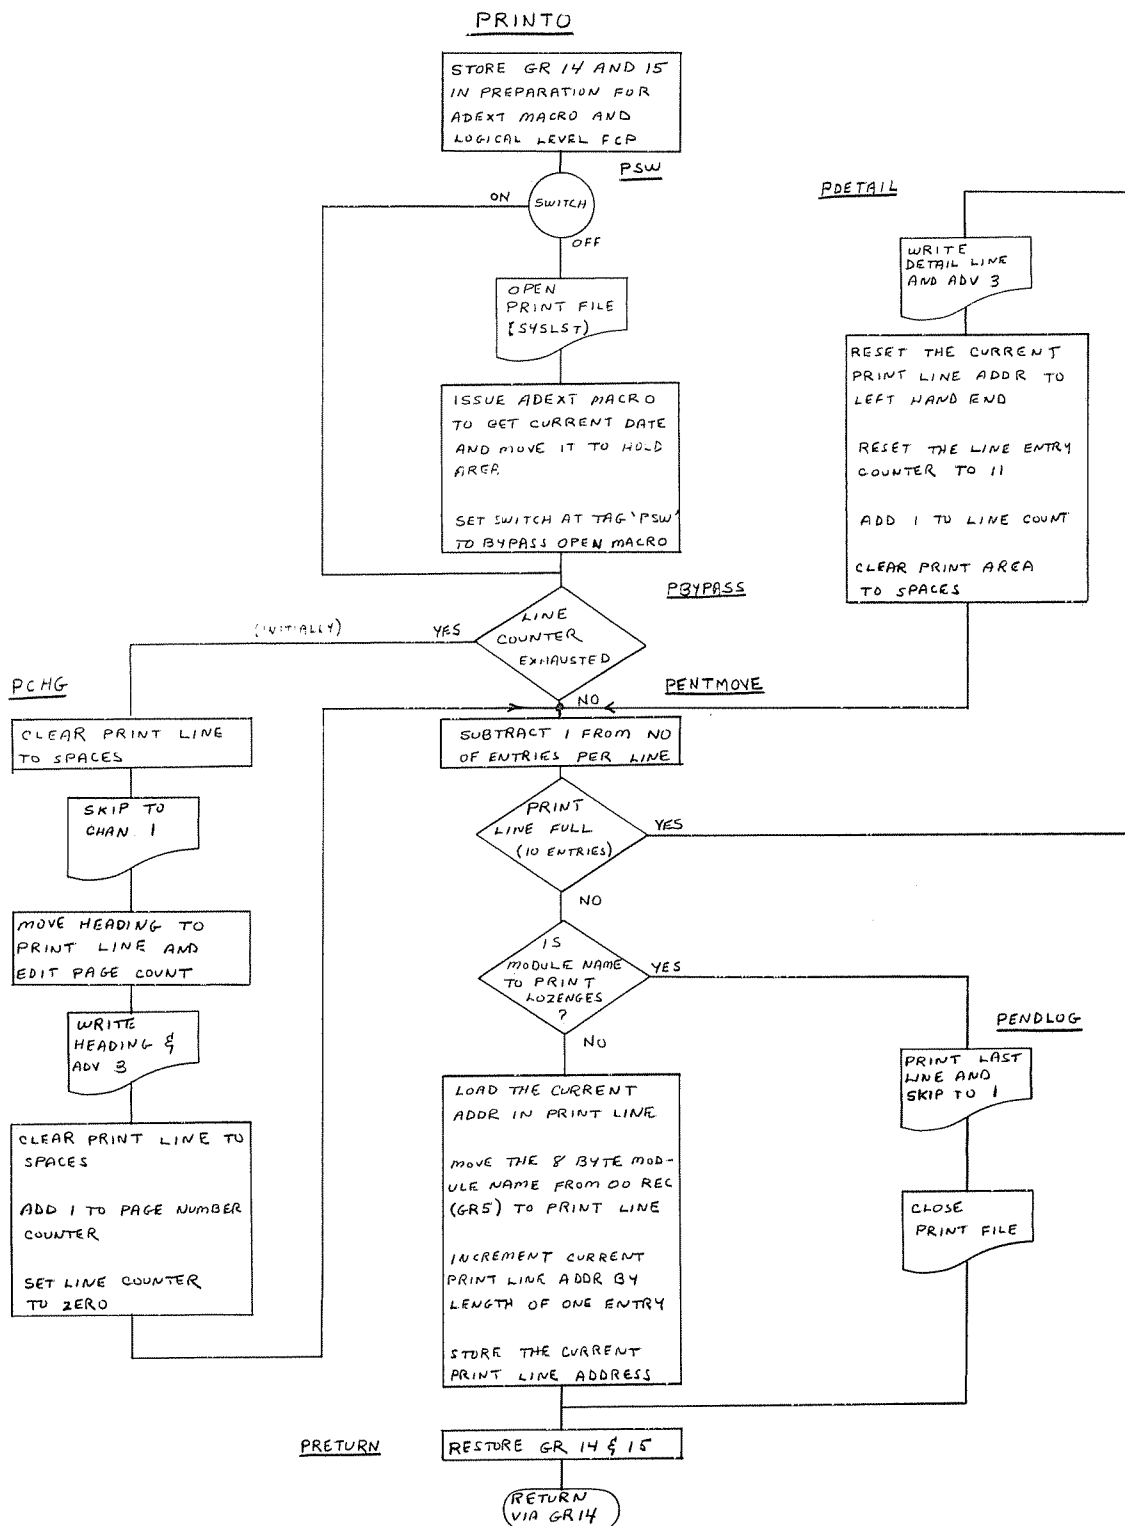 PRINTO
STORE GR 14 AND 15
IN PREPARATION FOR
ADEXT MACRO AND
LOGICAL LEVEL FCP
PSW
ON
SWITCH
OFF
OPEN
PRINT FILE
(SYSLST)
ISSUE ADEXT MACRO
TO GET CURRENT DATE
AND MOVE IT TO HOLD
AREA
SET SWITCH AT TAG 'PSW'
TO BYPASS OPEN MACRO
PBYPASS
LINE
COUNTER
EXHAUSTED
(INITIALLY)
YES
NO
PCHG
CLEAR PRINT LINE
TO SPACES
SKIP TO
CHAN. 1
MOVE HEADING TO
PRINT LINE AND
EDIT PAGE COUNT
WRITE
HEADING &
ADV 3
CLEAR PRINT LINE TO
SPACES
ADD 1 TO PAGE NUMBER
COUNTER
SET LINE COUNTER
TO ZERO
PENTMOVE
SUBTRACT 1 FROM NO
OF ENTRIES PER LINE
PRINT
LINE FULL
(10 ENTRIES)
YES
NO
PDETAIL
WRITE
DETAIL LINE
AND ADV 3
RESET THE CURRENT
PRINT LINE ADDR TO
LEFT HAND END
RESET THE LINE ENTRY
COUNTER TO 11
ADD 1 TO LINE COUNT
CLEAR PRINT AREA
TO SPACES
IS
MODULE NAME
TO PRINT
LOZENGES
?
YES
NO
PENDLOG
PRINT LAST
LINE AND
SKIP TO 1
CLOSE
PRINT FILE
LOAD THE CURRENT
ADDR IN PRINT LINE
MOVE THE 8 BYTE MOD-
ULE NAME FROM OO REC
(GR5) TO PRINT LINE
INCREMENT CURRENT
PRINT LINE ADDR BY
LENGTH OF ONE ENTRY
STORE THE CURRENT
PRINT LINE ADDRESS
PRETURN
RESTORE GR 14 & 15
RETURN
VIA GR14